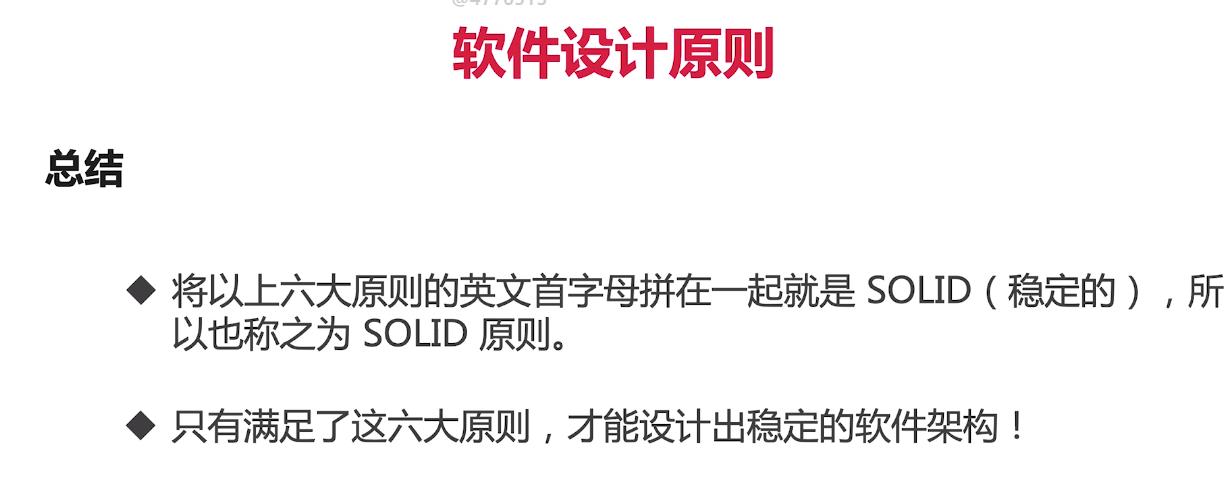 软件设计原则
总结
◆ 将以上六大原则的英文首字母拼在一起就是 SOLID（稳定的），所
以也称之为 SOLID 原则。
◆ 只有满足了这六大原则，才能设计出稳定的软件架构！